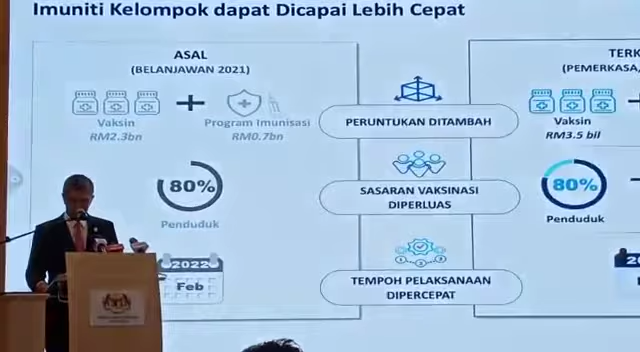 Imuniti Kelompok dapat Dicapai Lebih Cepat
ASAL
(BELANJAWAN 2021)
Vaksin
RM2.3bn
+
Program Imunisasi
RM0.7bn
80%
Penduduk
2022
Feb
PERUNTUKAN DITAMBAH
SASARAN VAKSINASI
DIPERLUAS
TEMPOH PELAKSANAAN
DIPERCEPAT
TERK
(PEMERKASA,
Vaksin
RM3.5 bil
80%
Penduduk
2